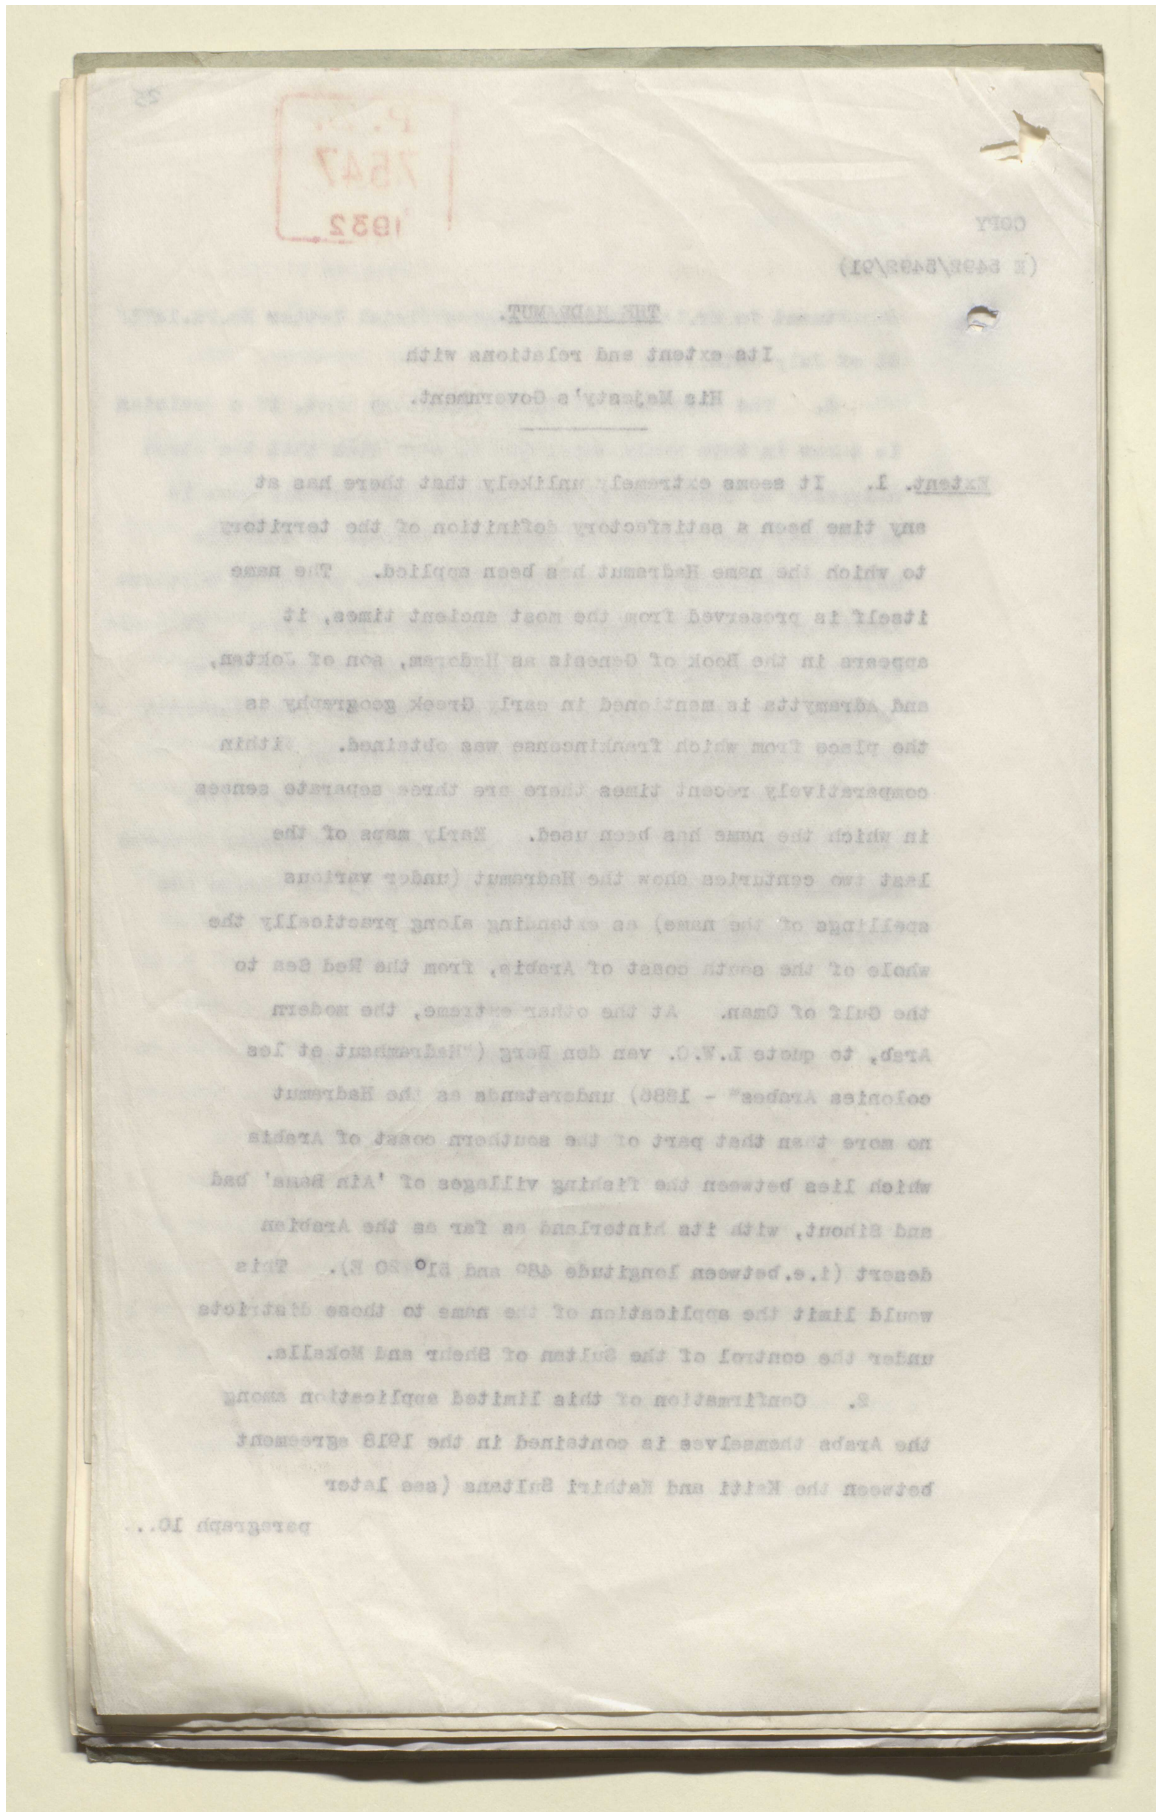 25
P.Z.
7547
1932
COPY
(E 5492/5492/91)
THE HADRAMUT.
Its extent and relations with
His Majesty's Government.
Extent. 1. It seems extremely unlikely that there has at
any time been a satisfactory definition of the territory
to which the name Hadramut has been applied. The name
itself is preserved from the most ancient times, it
appears in the Book of Genesis as Hadoram, son of Joktan,
and Adramytta is mentioned in early Greek geography as
the place from which frankincense was obtained. Within
comparatively recent times there are three separate senses
in which the name has been used. Early maps of the
last two centuries show the Hadramut (under various
spellings of the name) as extending along practically the
whole of the south coast of Arabia, from the Red Sea to
the Gulf of Oman. At the other extreme, the modern
Arab, to quote L.W.C. van den Berg ("Hadramhaut et les
colonies Arabes" - 1886) understands as the Hadramut
no more than that part of the southern coast of Arabia
which lies between the fishing villages of 'Ain Bama' bad
and Sihout, with its hinterland as far as the Arabian
desert (i.e.between longitude 48º and 51º 20 E). This
would limit the application of the name to those districts
under the control of the Sultan of Shehr and Mokalla.
2. Confirmation of this limited application among
the Arabs themselves is contained in the 1918 agreement
between the Kaiti and Kathiri Sultans (see later
paragraph 10...